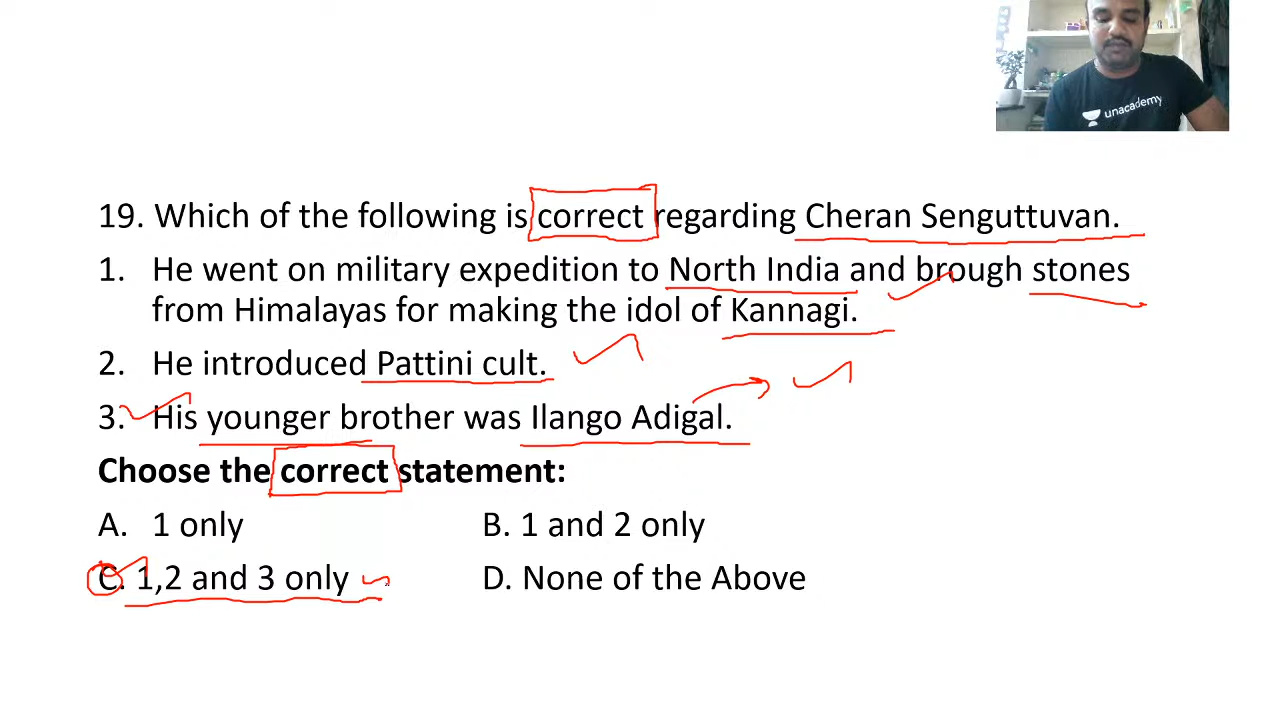 unacademy
19. Which of the following is correct regarding Cheran Senguttuvan.
1. He went on military expedition to North India and brough stones
from Himalayas for making the idol of Kannagi.
2. He introduced Pattini cult.
3. His younger brother was Ilango Adigal.
Choose the correct statement:
A. 1 only B. 1 and 2 only
C. 1,2 and 3 only D. None of the Above